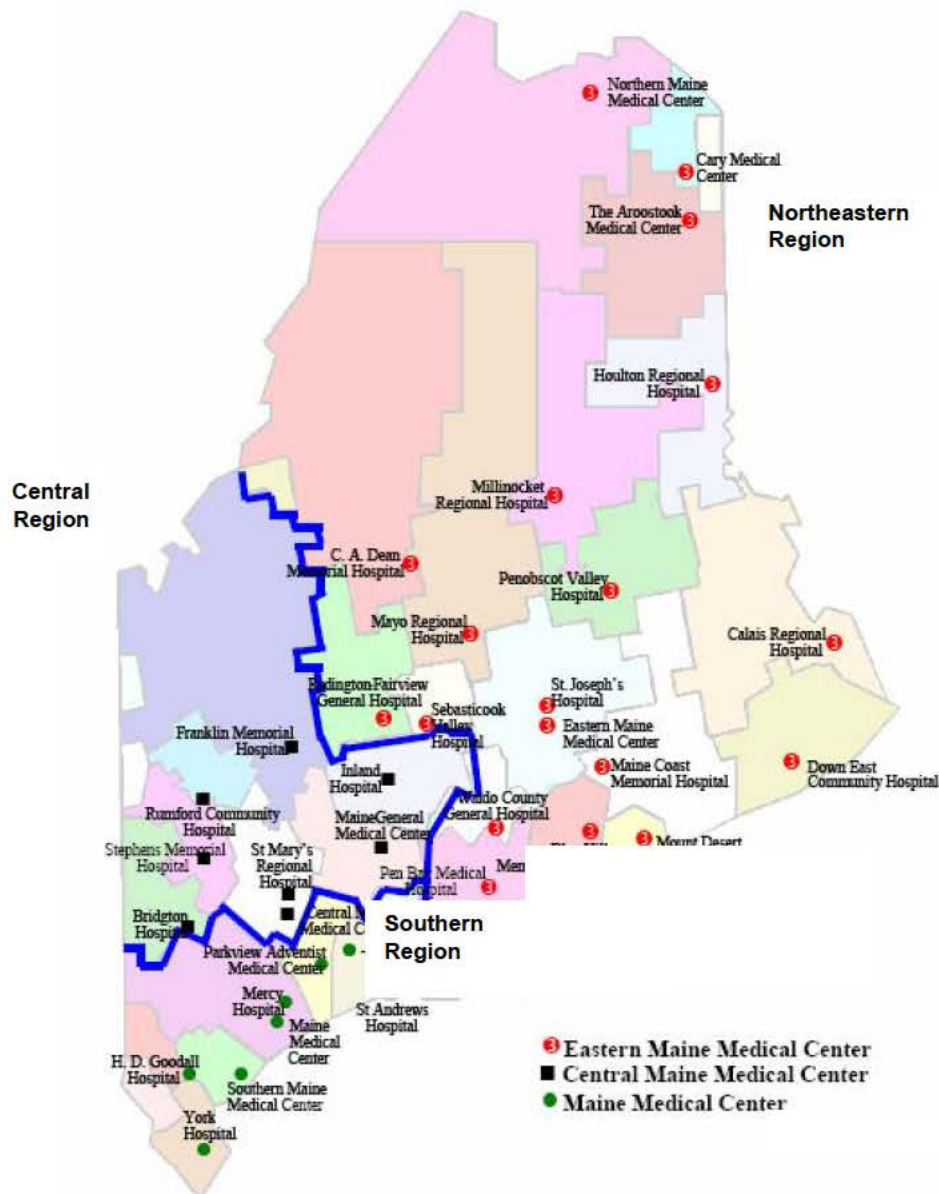 Northern Maine
Medical Center
Cary Medical
Center
The Aroostook
Medical Center
Northeastern
Region
Houlton Regional
Hospital
Central
Region
Millinocket
Regional Hospital
C. A. Dean
Memorial Hospital
Penobscot Valley
Hospital
Mayo Regional
Hospital
Calais Regional
Hospital
Redington-Fairview
General Hospital
St. Joseph's
Hospital
Sebasticook
Valley
Hospital
Eastern Maine
Medical Center
Franklin Memorial
Hospital
Inland
Hospital
Maine Coast
Memorial Hospital
Down East
Community Hospital
Waldo County
General Hospital
Rumford Community
Hospital
MaineGeneral
Medical Center
Mount Desert
Stephens Memorial
Hospital
St Mary's
Regional
Hospital
Pen Bay Medical
Hospital
Bridgton
Hospital
Central
Medical
Southern
Region
Parkview Adventist
Medical Center
Mercy
Hospital
Maine
Medical
Center
St Andrews
Hospital
H. D. Goodall
Hospital
Southern Maine
Medical Center
York
Hospital
3 Eastern Maine Medical Center
Central Maine Medical Center
Maine Medical Center